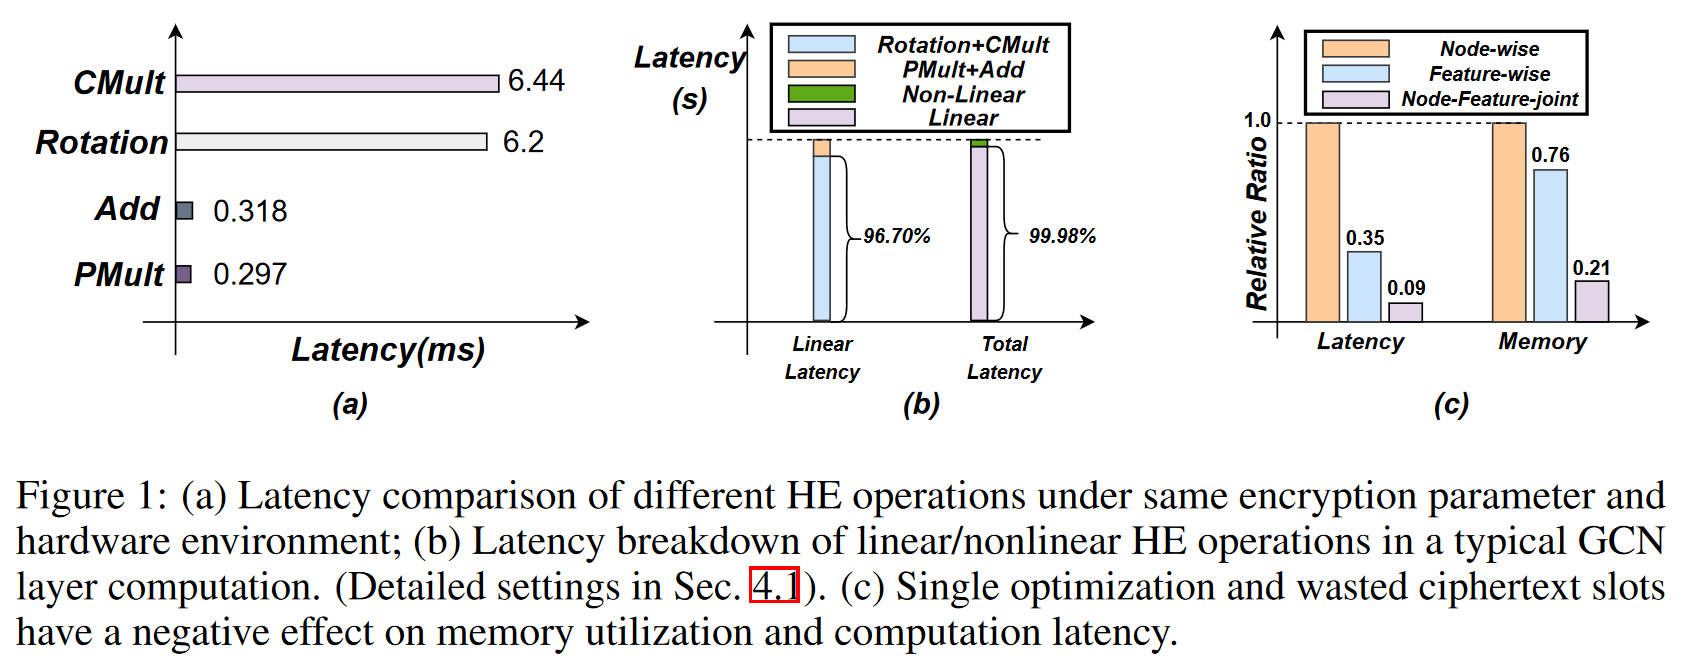 CMult
6.44
Rotation
6.2
Add
0.318
PMult
0.297
Latency(ms)
(a)
Latency
(s)
Rotation+CMult
PMult+Add
Non-Linear
Linear
96.70%
99.98%
Linear
Latency
Total
Latency
(b)
Node-wise
Feature-wise
Node-Feature-joint
1.0
Relative Ratio
0.35
0.09
0.76
0.21
Latency
Memory
(c)
Figure 1: (a) Latency comparison of different HE operations under same encryption parameter and
hardware environment; (b) Latency breakdown of linear/nonlinear HE operations in a typical GCN
layer computation. (Detailed settings in Sec. 4.1). (c) Single optimization and wasted ciphertext slots
have a negative effect on memory utilization and computation latency.